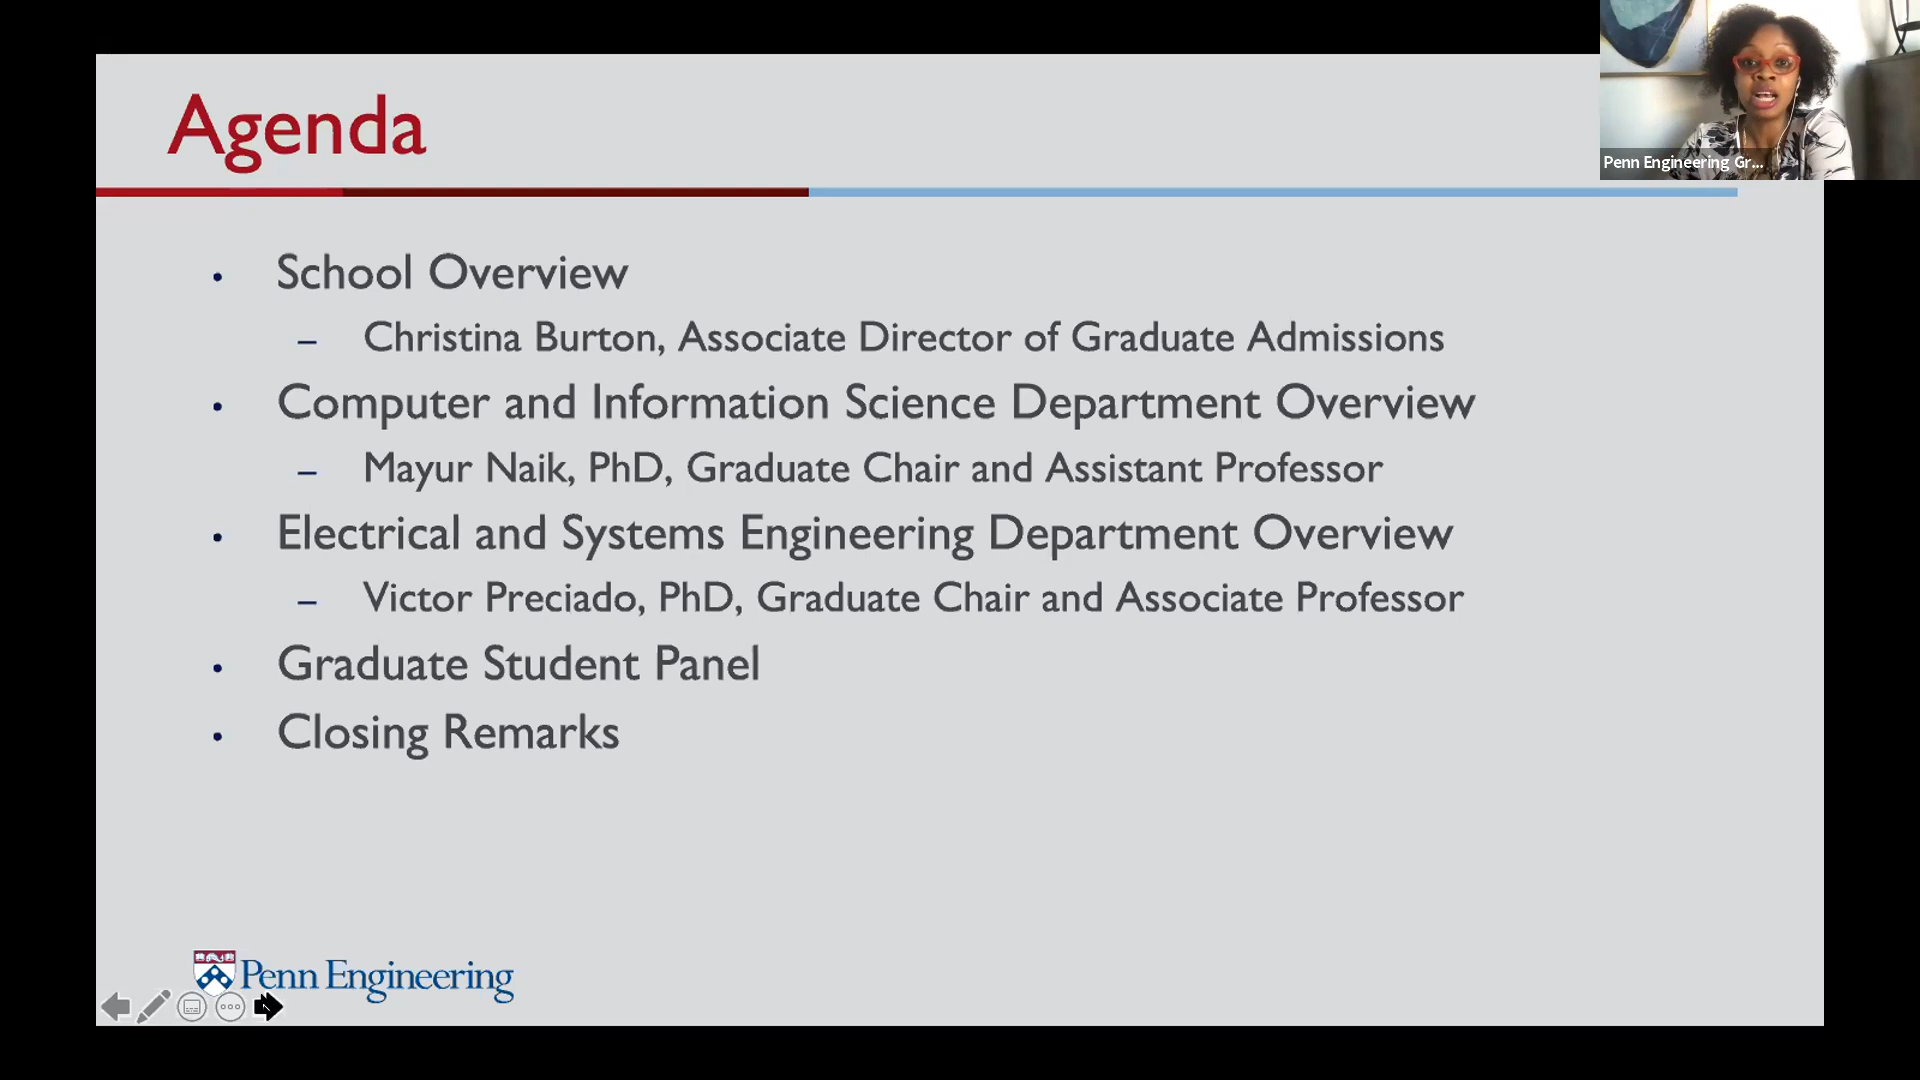 Agenda
Penn Engineering Gr...
• School Overview
– Christina Burton, Associate Director of Graduate Admissions
• Computer and Information Science Department Overview
– Mayur Naik, PhD, Graduate Chair and Assistant Professor
• Electrical and Systems Engineering Department Overview
– Victor Preciado, PhD, Graduate Chair and Associate Professor
• Graduate Student Panel
• Closing Remarks
Penn Engineering